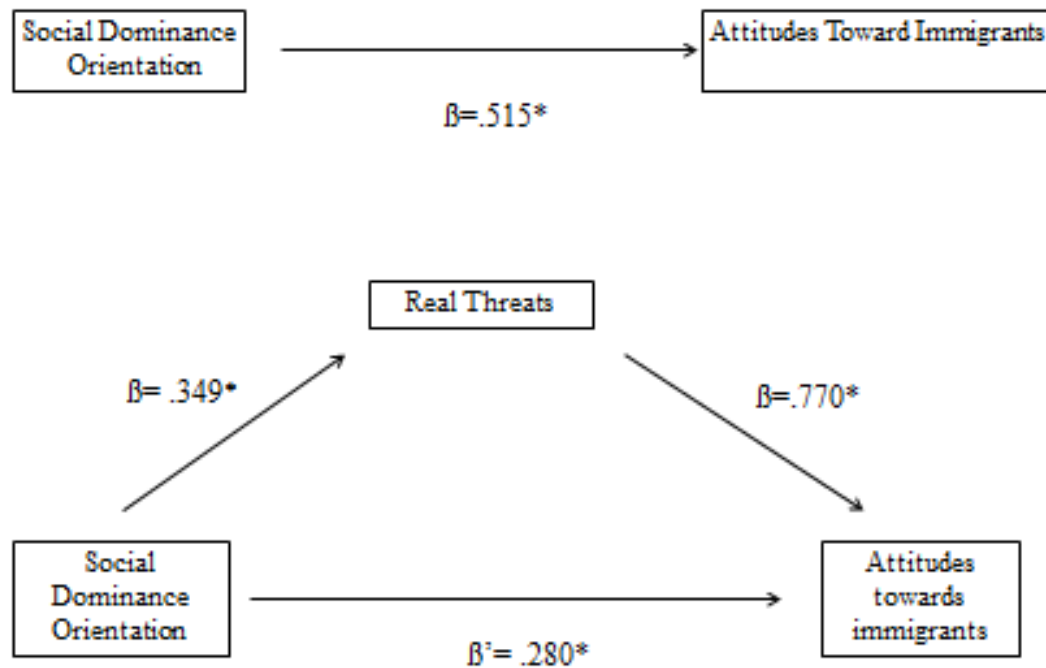 Social Dominance
Orientation
Attitudes Toward Immigrants
ß=.515*
Real Threats
ß= .349*
ß=.770*
Social
Dominance
Orientation
Attitudes
towards
immigrants
ß’= .280*